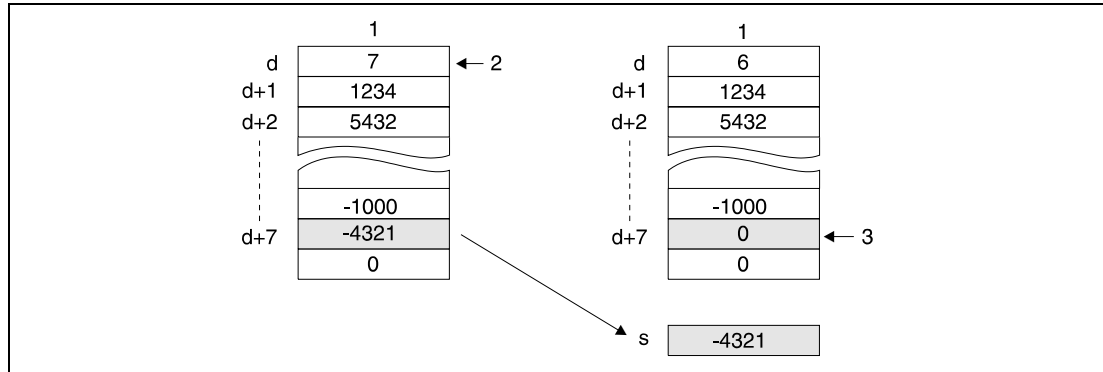 1 1
d 7 ← 2 d 6
d+1 1234 d+1 1234
d+2 5432 d+2 5432
-1000 -1000
d+7 -4321 d+7 0 ← 3
0 0
s -4321